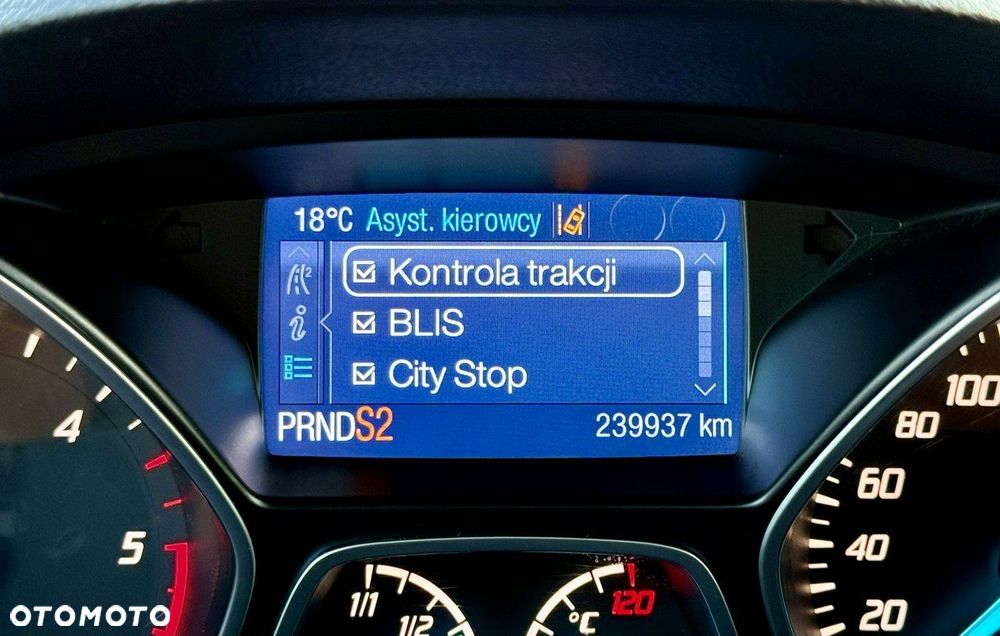 18°C Asyst. kierowcy
2
Kontrola trakcji
BLIS
i
City Stop
PRNDS2 239937 km
4
5
1/1
1/2
°C
120
100
80
60
40
20
OTOMOTO